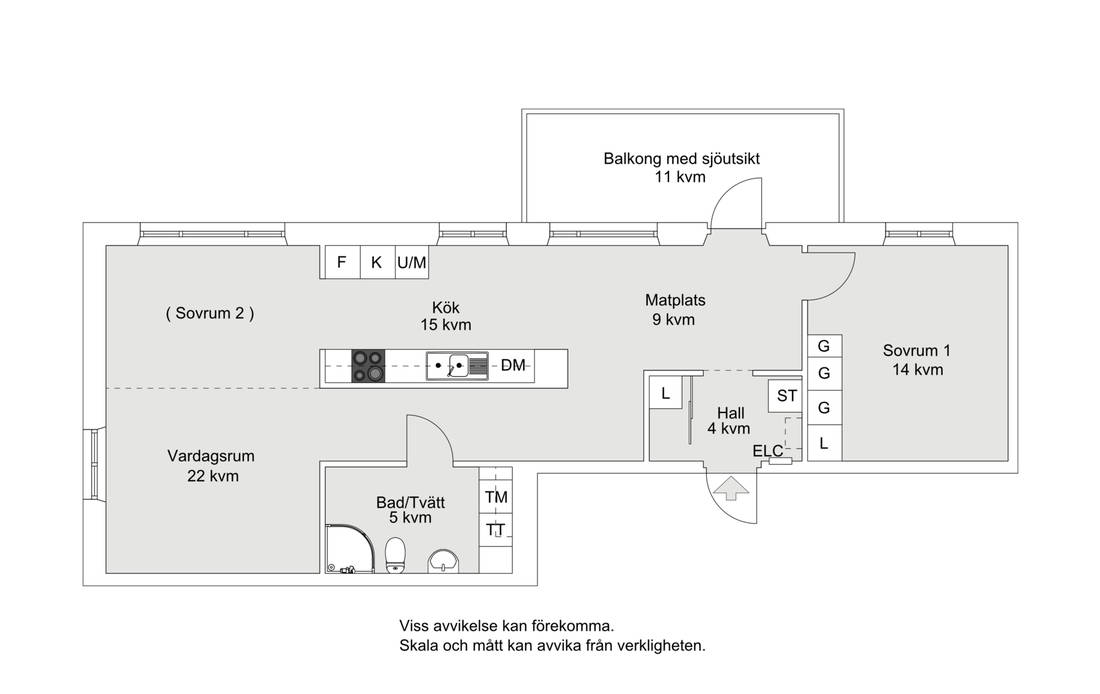 Balkong med sjöutsikt
11 kvm
F K U/M
( Sovrum 2 )
Kök
15 kvm
Matplats
9 kvm
DM
G
G
G
L
Sovrum 1
14 kvm
L
ST
Hall
4 kvm
ELC
Vardagsrum
22 kvm
Bad/Tvätt
5 kvm
TM
TT
Viss avvikelse kan förekomma.
Skala och mått kan avvika från verkligheten.